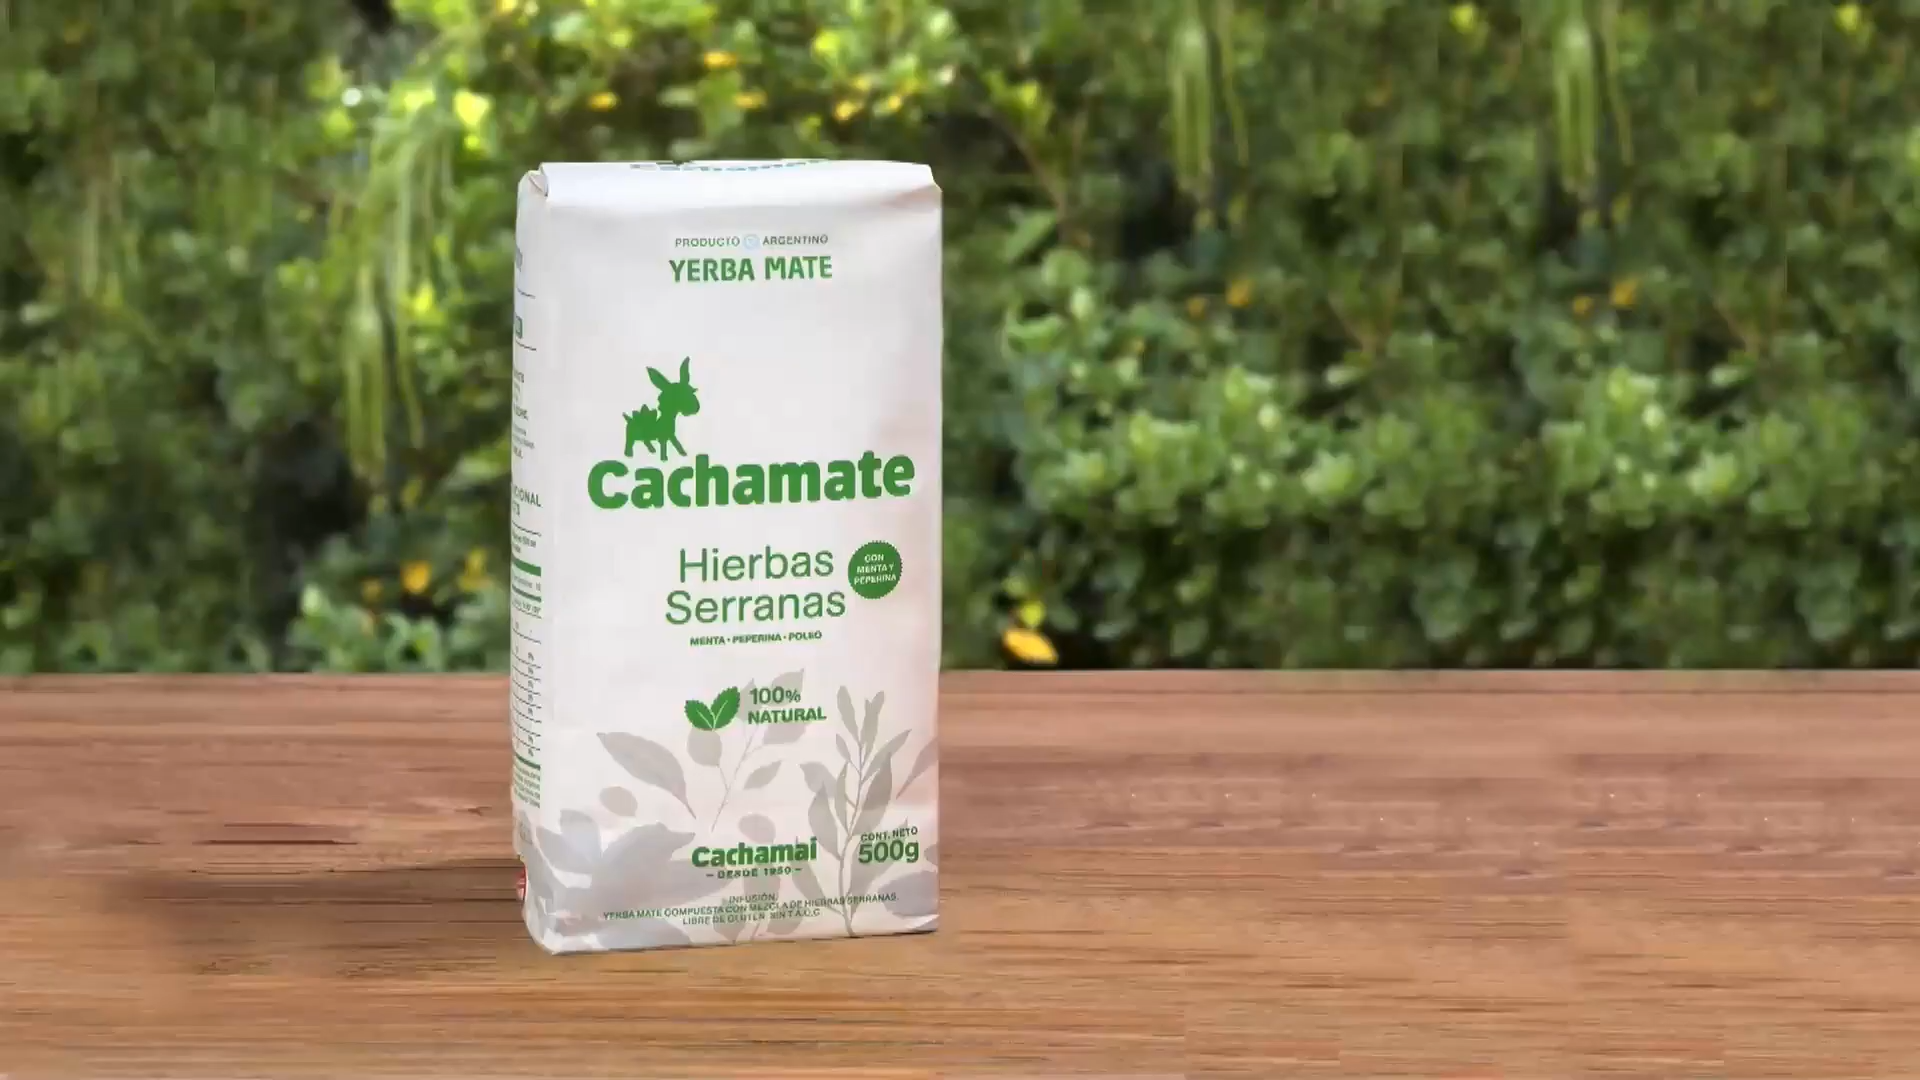 PRODUCTO ARGENTINO
YERBA MATE
Cachamate
Hierbas
Serranas
CON
MENTA Y
PEPERINA
MENTA • PEPERINA • POLEO
100%
NATURAL
Cachamai
– DESDE 1950 –
CONT. NETO
500g
INFUSIÓN.
YERBA MATE COMPUESTA CON MEZCLA DE HIERBAS SERRANAS.
LIBRE DE GLUTEN SIN T.A.C.C.